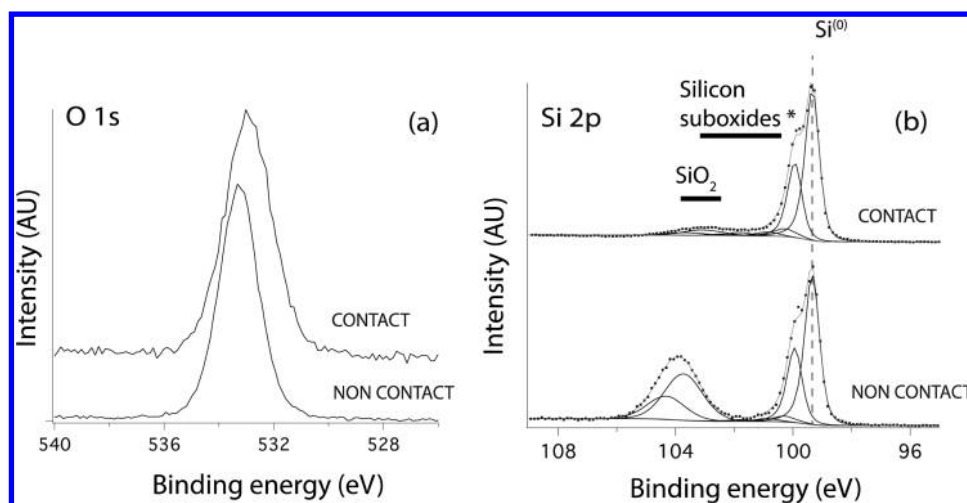 O 1s
(a)
Intensity (AU)
CONTACT
NON CONTACT
540
536
532
528
Binding energy (eV)
Si(0)
Si 2p
Silicon
suboxides *
(b)
SiO2
Intensity (AU)
CONTACT
NON CONTACT
108
104
100
96
Binding energy (eV)